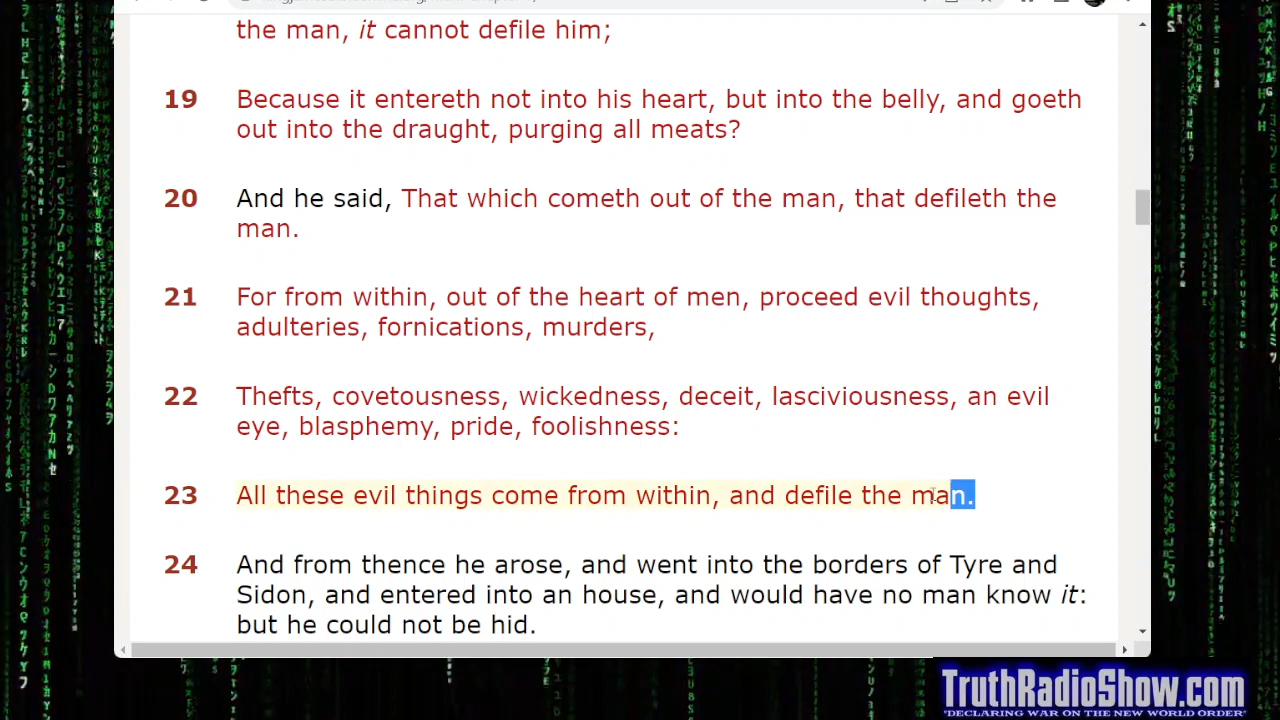 the man, it cannot defile him;
19 Because it entereth not into his heart, but into the belly, and goeth
out into the draught, purging all meats?
20 And he said, That which cometh out of the man, that defileth the
man.
21 For from within, out of the heart of men, proceed evil thoughts,
adulteries, fornications, murders,
22 Thefts, covetousness, wickedness, deceit, lasciviousness, an evil
eye, blasphemy, pride, foolishness:
23 All these evil things come from within, and defile the man.
24 And from thence he arose, and went into the borders of Tyre and
Sidon, and entered into an house, and would have no man know it:
but he could not be hid.
TruthRadioShow.com
"DECLARING WAR ON THE NEW WORLD ORDER"